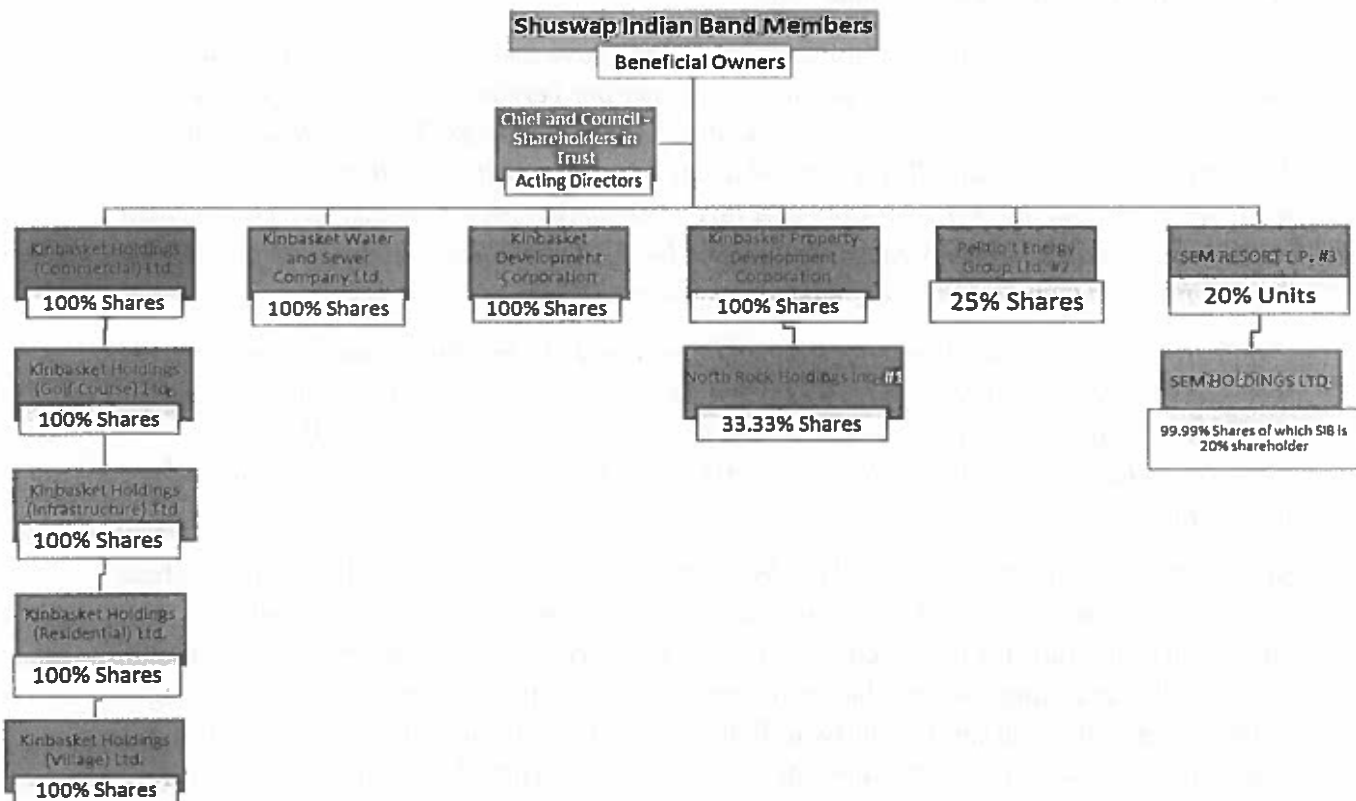 Shuswap Indian Band Members
Beneficial Owners
Chief and Council -
Shareholders in
Trust
Acting Directors
Kinbasket Holdings
(Commercial) Ltd.
100% Shares
Kinbasket Water
and Sewer
Company Ltd.
100% Shares
Kinbasket
Development
Corporation
100% Shares
Kinbasket Property
Development
Corporation
100% Shares
Energy
Group Ltd. #2
25% Shares
SEM RESORT L.P. #3
20% Units
Kinbasket Holdings
(Golf Course) Ltd.
100% Shares
North Rock Holdings Inc.
33.33% Shares
SEM HOLDINGS LTD.
99.99% Shares of which SIB is
20% shareholder
Kinbasket Holdings
(Infrastructure) Ltd
100% Shares
Kinbasket Holdings
(Residential) Ltd.
100% Shares
Kinbasket Holdings
(Village) Ltd.
100% Shares